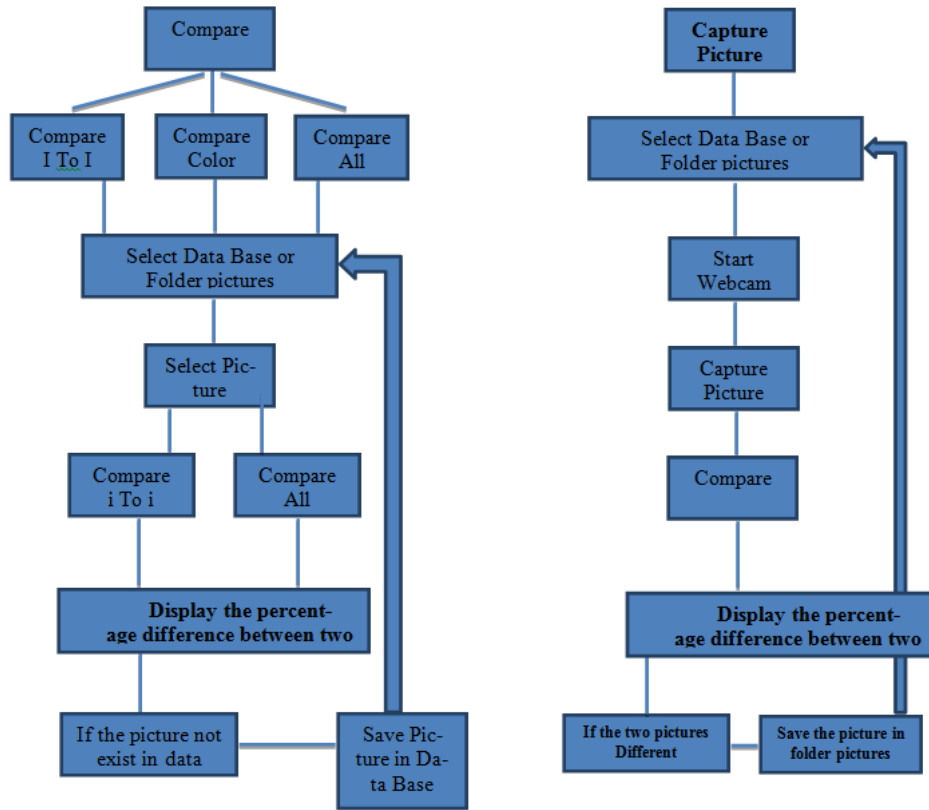 Compare
Compare
I To I
Compare
Color
Compare
All
Select Data Base or
Folder pictures
Select Pic-
ture
Compare
i To i
Compare
All
Display the percent-
age difference between two
If the picture not
exist in data
Save Pic-
ture in Da-
ta Base
Capture
Picture
Select Data Base or
Folder pictures
Start
Webcam
Capture
Picture
Compare
Display the percent-
age difference between two
If the two pictures
Different
Save the picture in
folder pictures